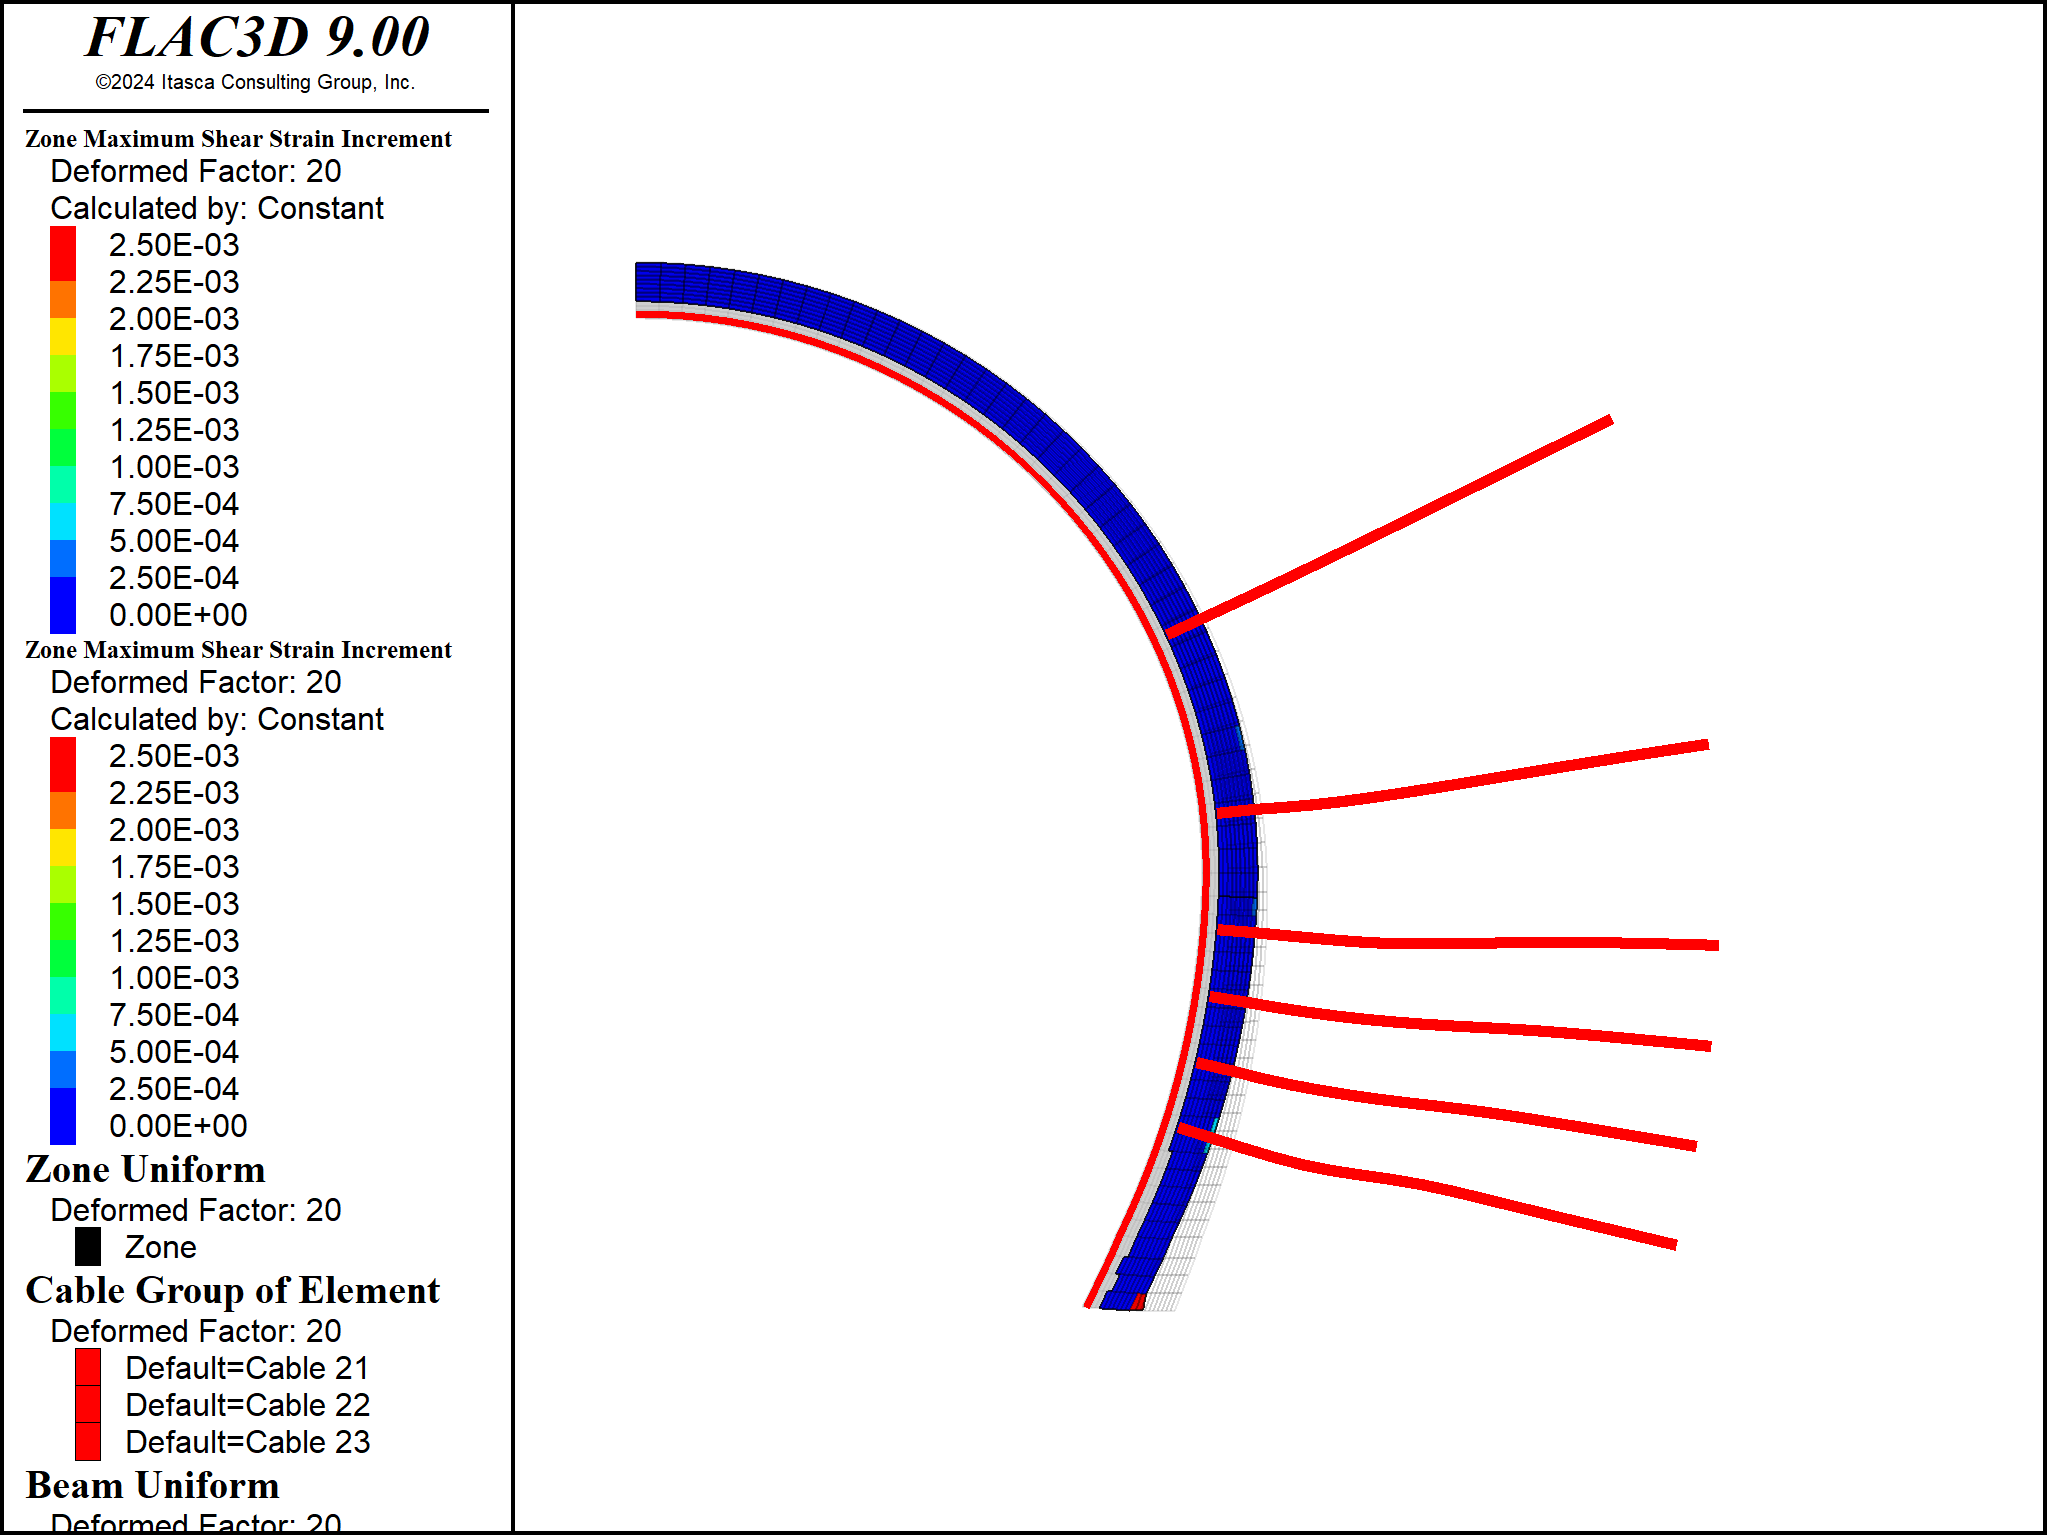 FLAC3D 9.00
©2024 Itasca Consulting Group, Inc.
Zone Maximum Shear Strain Increment
Deformed Factor: 20
Calculated by: Constant
2.50E-03
2.25E-03
2.00E-03
1.75E-03
1.50E-03
1.25E-03
1.00E-03
7.50E-04
5.00E-04
2.50E-04
0.00E+00
Zone Maximum Shear Strain Increment
Deformed Factor: 20
Calculated by: Constant
2.50E-03
2.25E-03
2.00E-03
1.75E-03
1.50E-03
1.25E-03
1.00E-03
7.50E-04
5.00E-04
2.50E-04
0.00E+00
Zone Uniform
Deformed Factor: 20
Zone
Cable Group of Element
Deformed Factor: 20
Default=Cable 21
Default=Cable 22
Default=Cable 23
Beam Uniform
Deformed Factor: 20